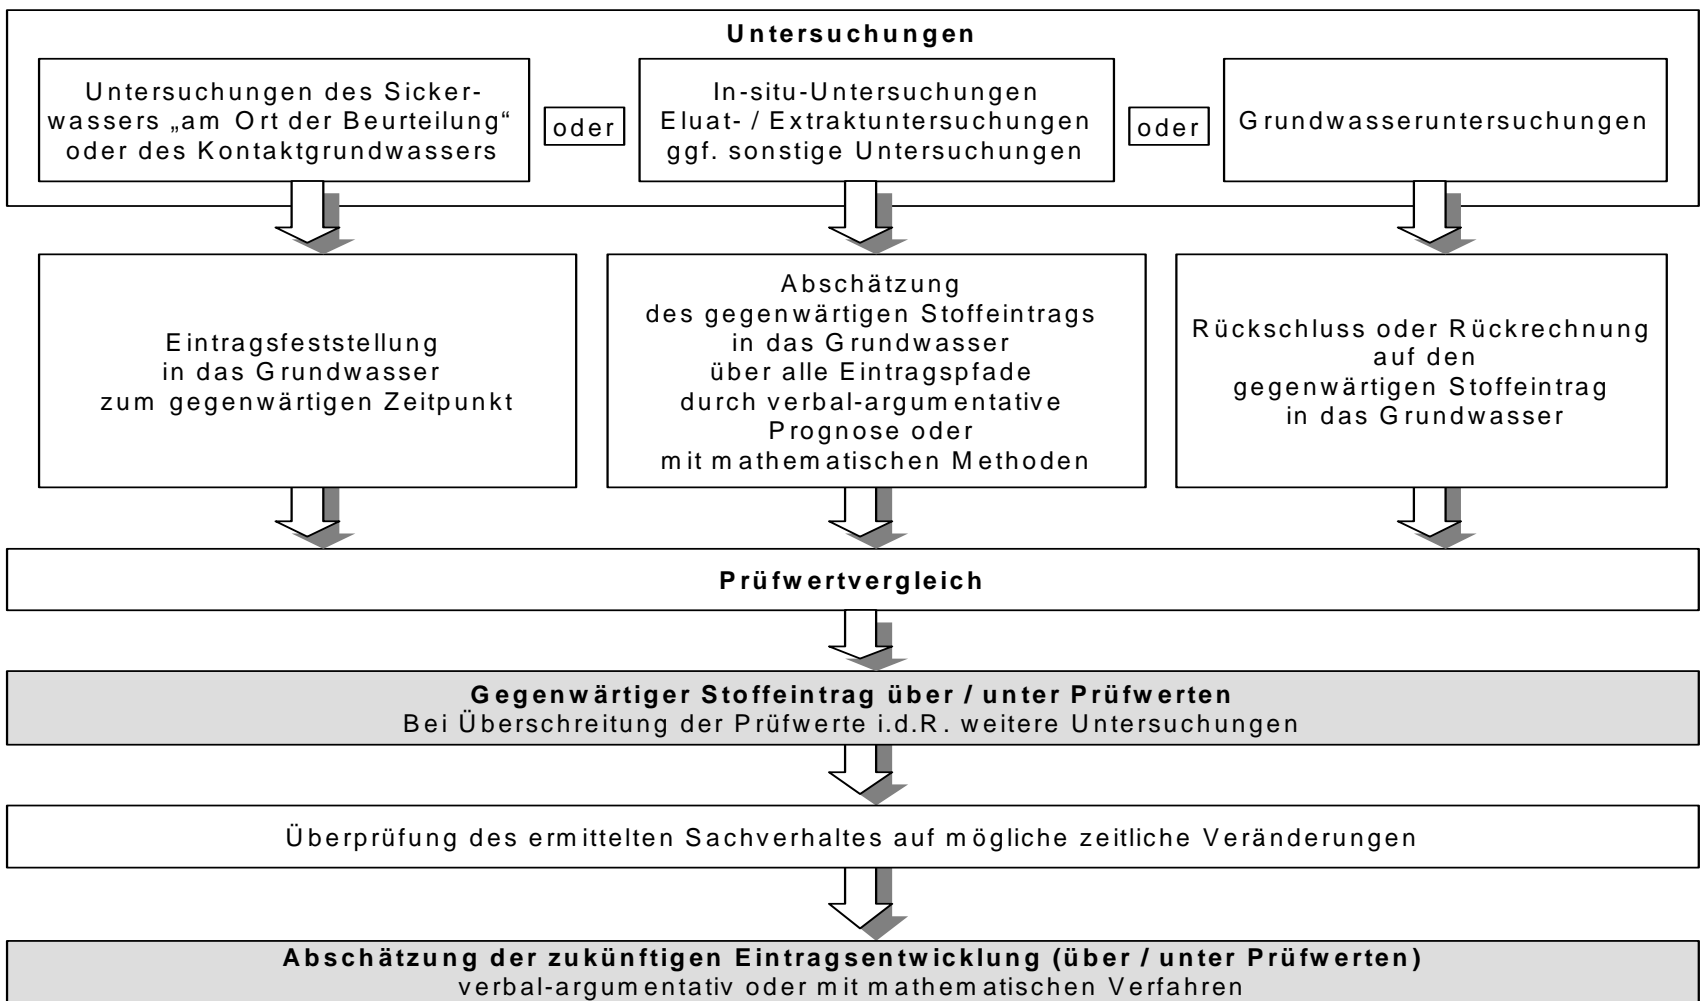 Untersuchungen
Untersuchungen des Sicker-
wassers „am Ort der Beurteilung“
oder des Kontaktgrundwassers
oder
In-situ-Untersuchungen
Eluat- / Extraktuntersuchungen
ggf. sonstige Untersuchungen
oder
Grundwasseruntersuchungen
Eintragsfeststellung
in das Grundwasser
zum gegenwärtigen Zeitpunkt
Abschätzung
des gegenwärtigen Stoffeintrags
in das Grundwasser
über alle Eintragspfade
durch verbal-argumentative
Prognose oder
mit mathematischen Methoden
Rückschluss oder Rückrechnung
auf den
gegenwärtigen Stoffeintrag
in das Grundwasser
Prüfwertvergleich
Gegenwärtiger Stoffeintrag über / unter Prüfwerten
Bei Überschreitung der Prüfwerte i.d.R. weitere Untersuchungen
Überprüfung des ermittelten Sachverhaltes auf mögliche zeitliche Veränderungen
Abschätzung der zukünftigen Eintragsentwicklung (über / unter Prüfwerten)
verbal-argumentativ oder mit mathematischen Verfahren